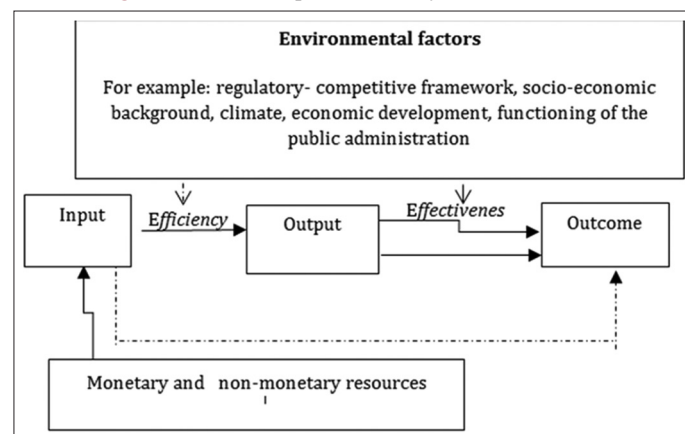 Environmental factors
For example: regulatory- competitive framework, socio-economic
background, climate, economic development, functioning of the
public administration
Input
Efficiency
Output
Effectivenes
Outcome
Monetary and non-monetary resources